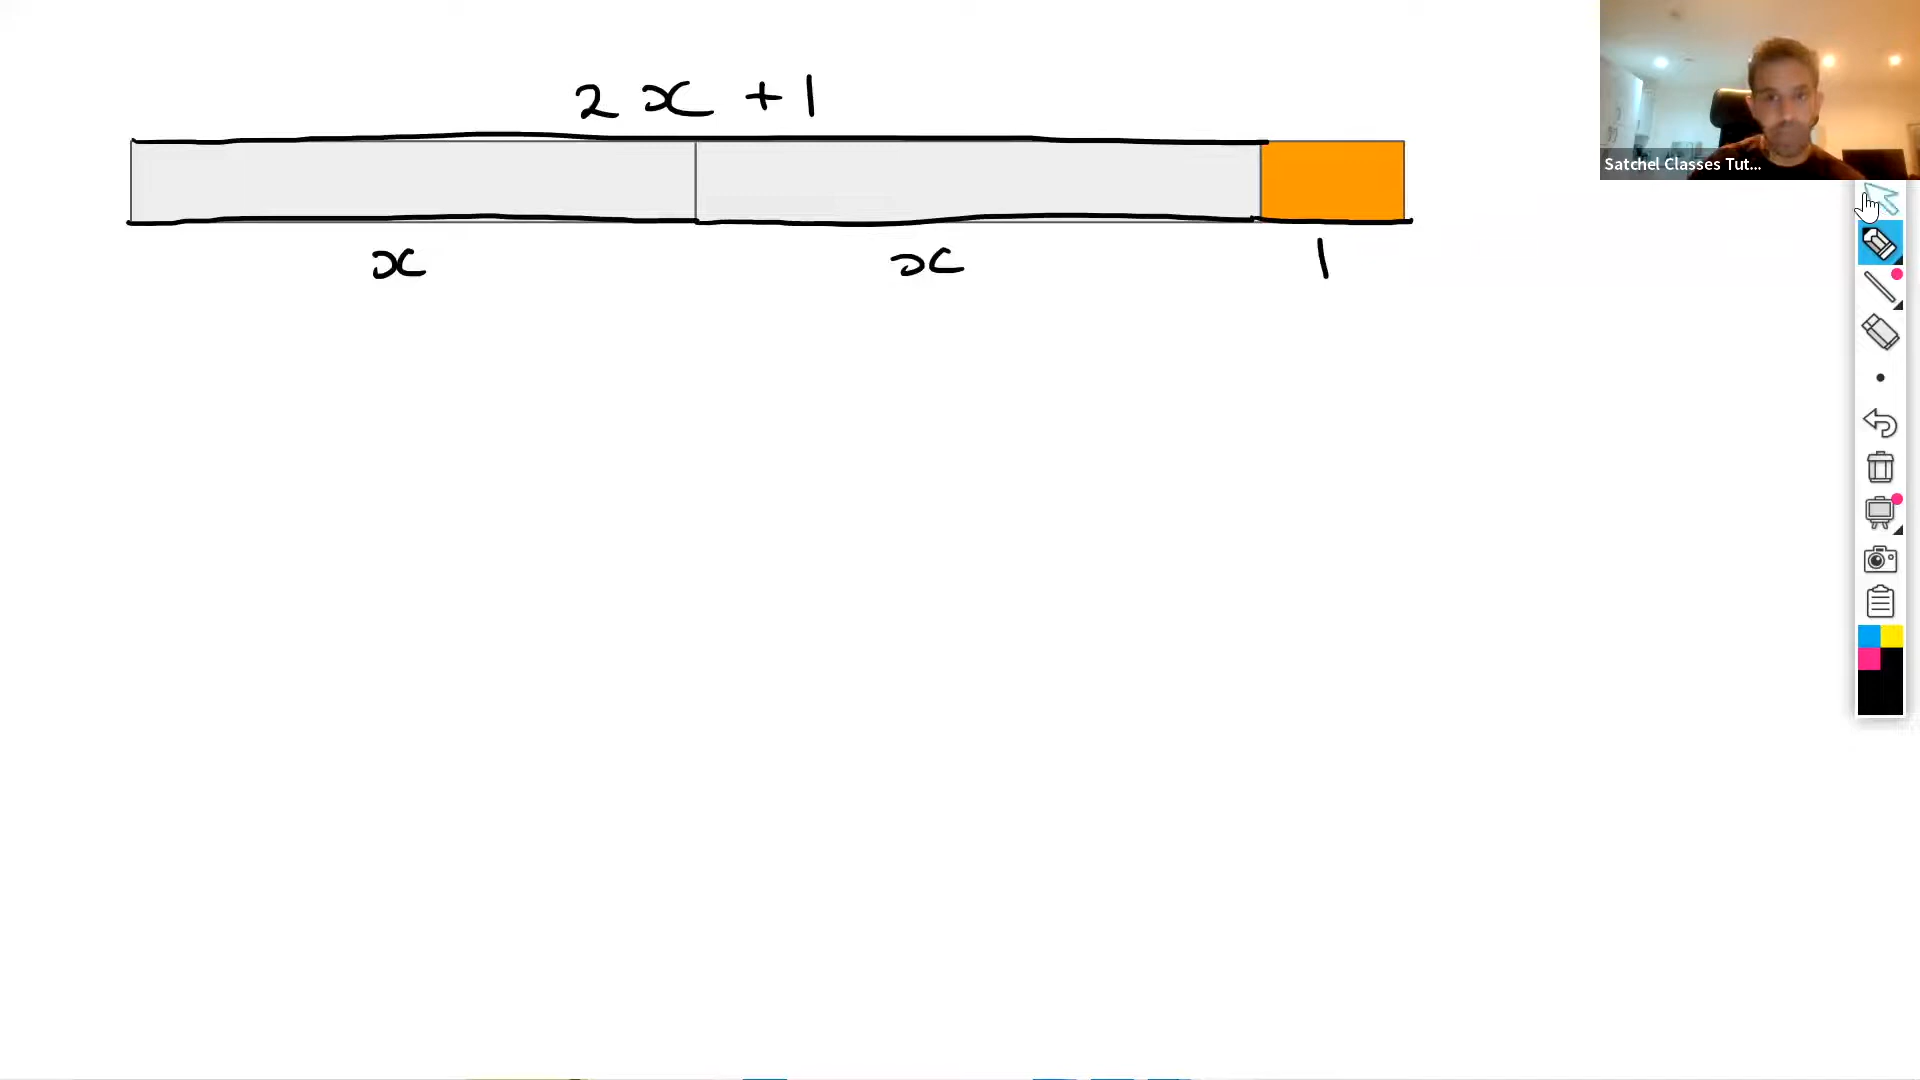 2x + 1
Satchel Classes Tut...
x x 1